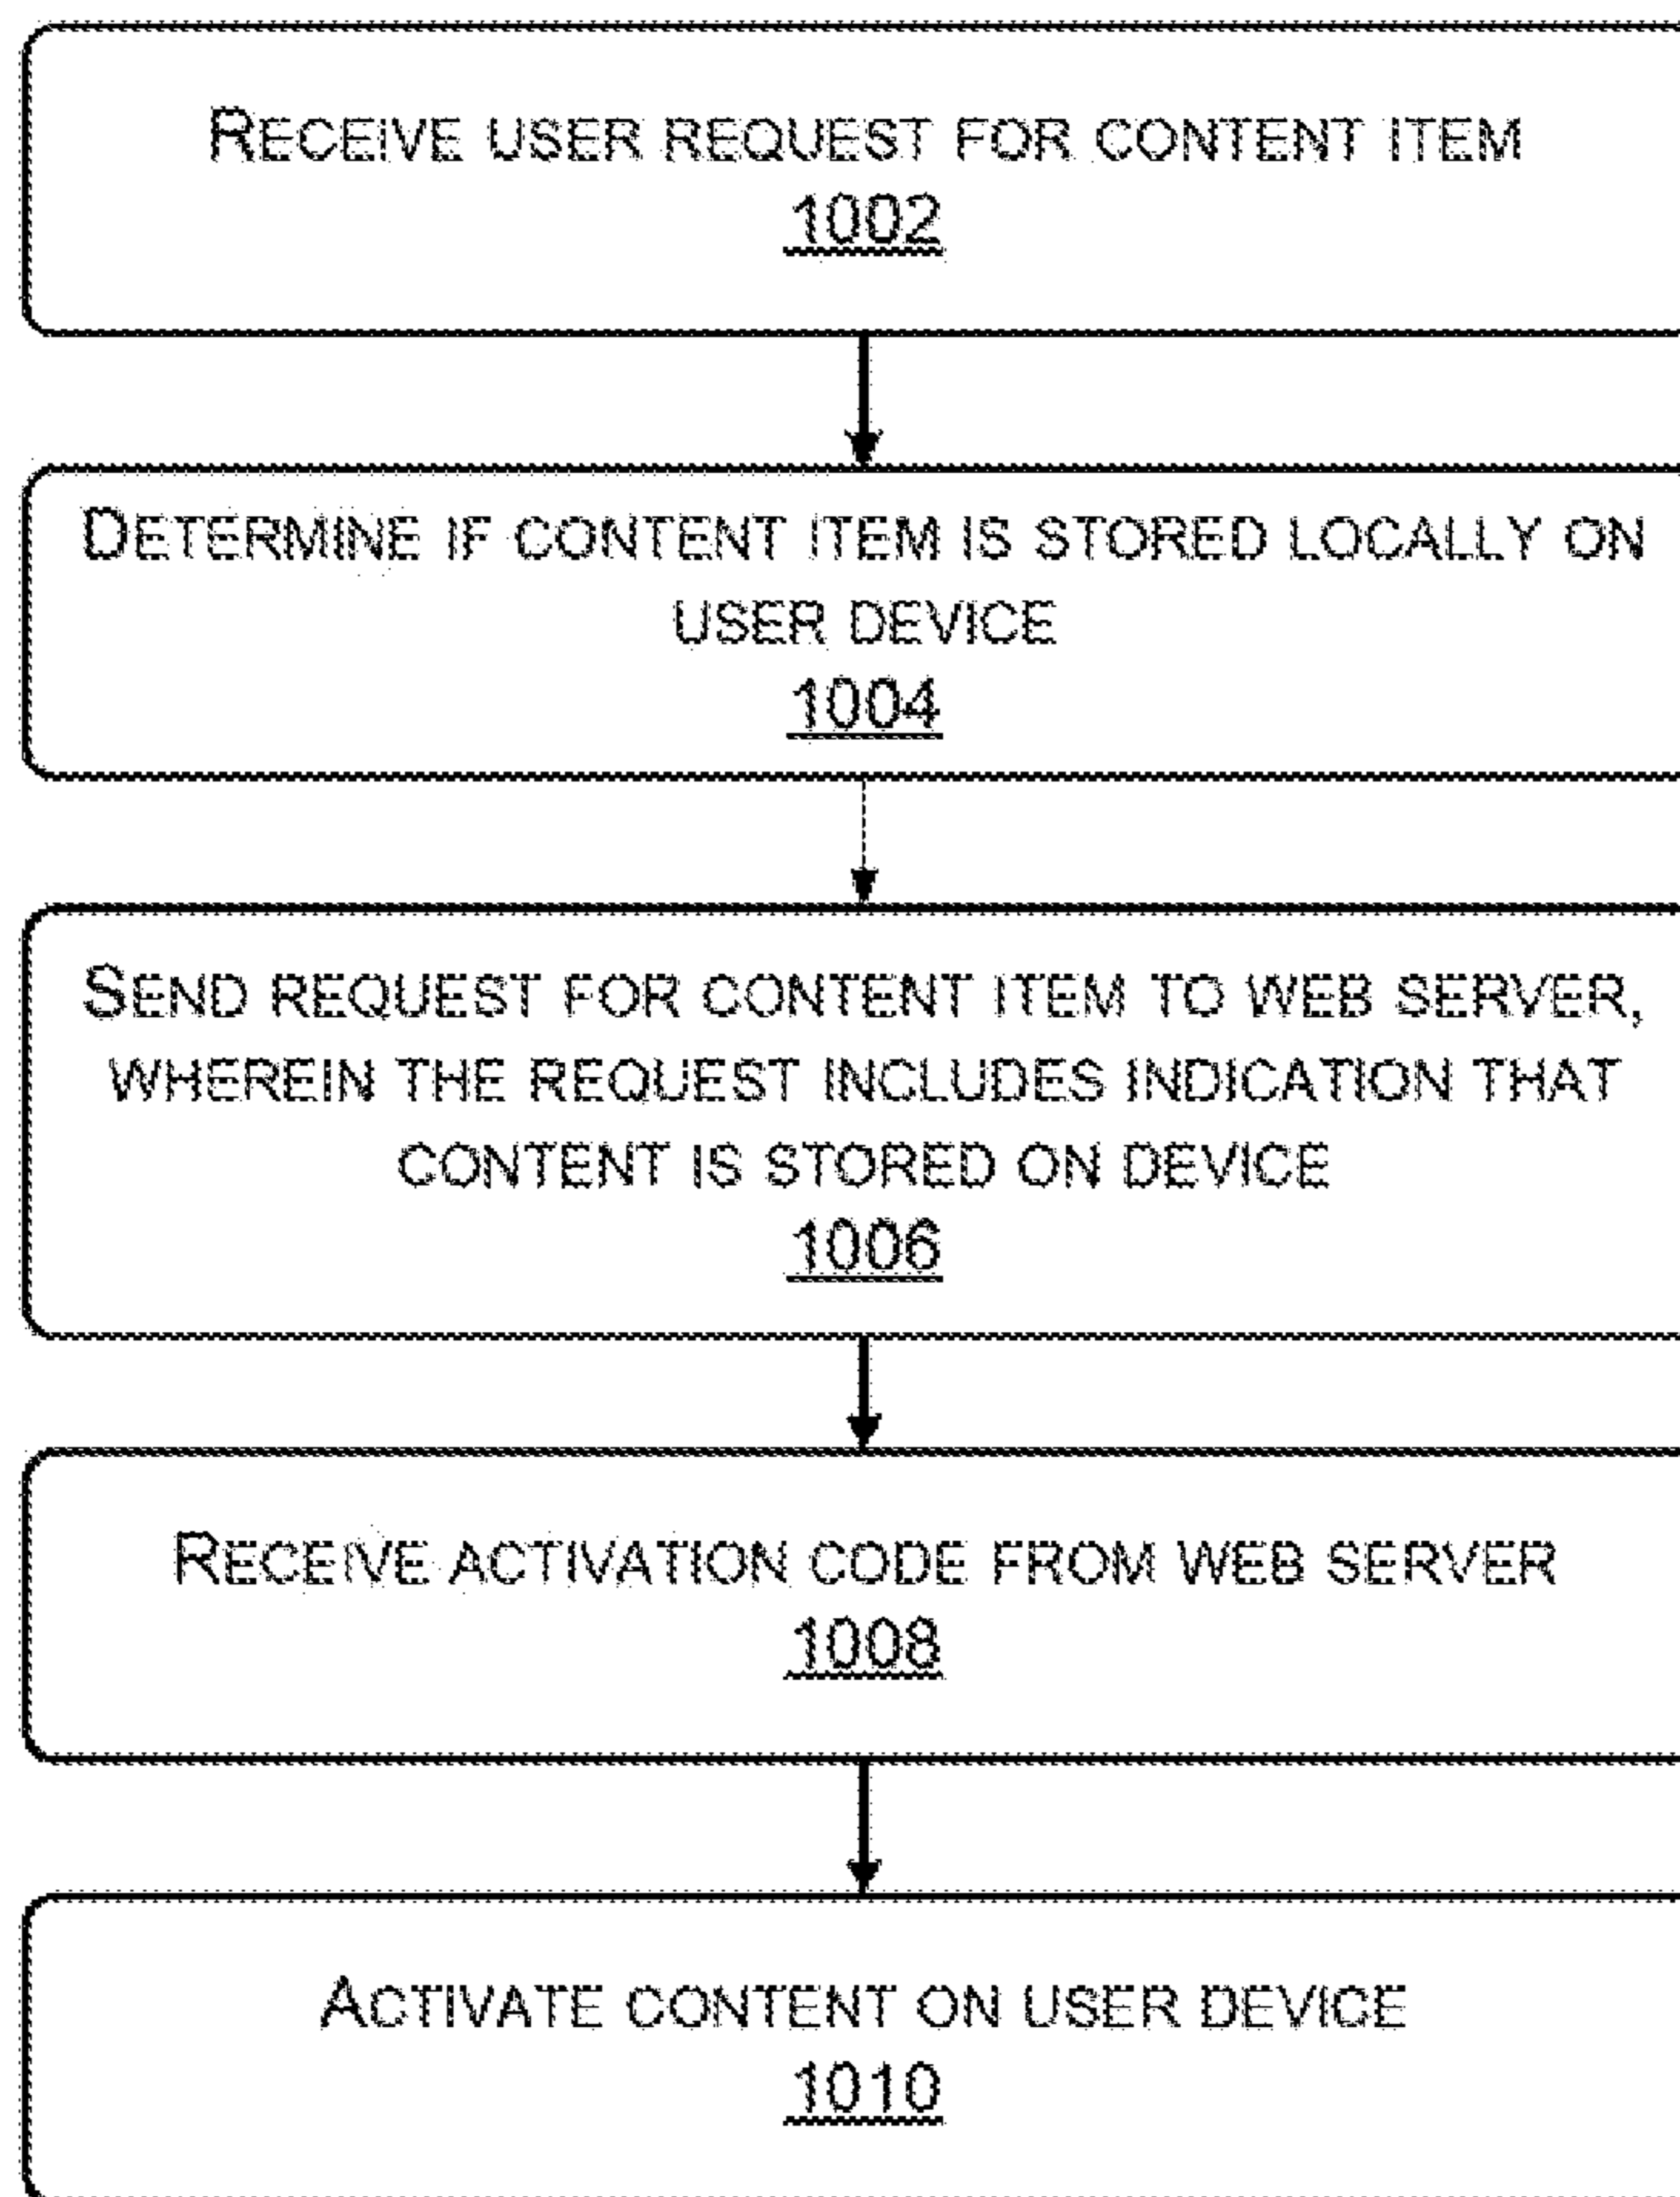 RECEIVE USER REQUEST FOR CONTENT ITEM
1002
DETERMINE IF CONTENT ITEM IS STORED LOCALLY ON
USER DEVICE
1004
SEND REQUEST FOR CONTENT ITEM TO WEB SERVER,
WHEREIN THE REQUEST INCLUDES INDICATION THAT
CONTENT IS STORED ON DEVICE
1006
RECEIVE ACTIVATION CODE FROM WEB SERVER
1008
ACTIVATE CONTENT ON USER DEVICE
1010